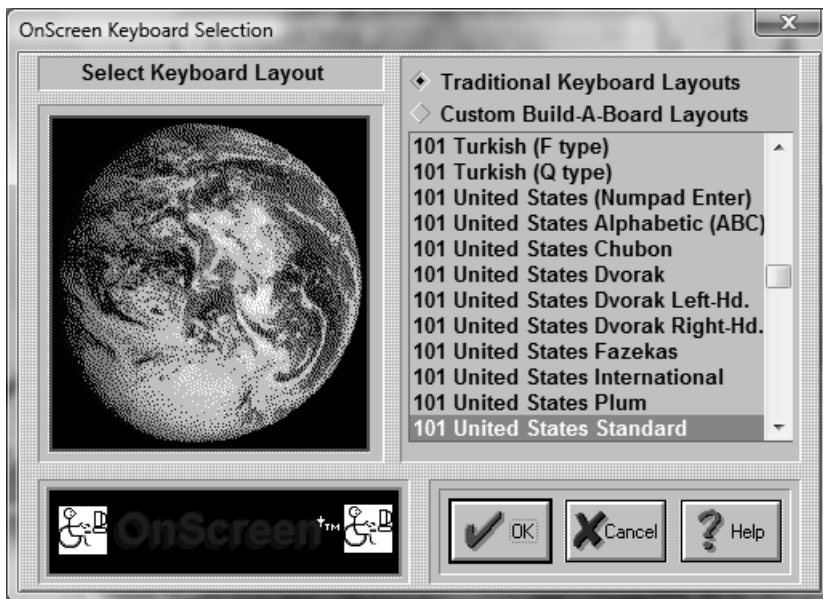 OnScreen Keyboard Selection
Select Keyboard Layout
Traditional Keyboard Layouts
Custom Build-A-Board Layouts
101 Turkish (F type)
101 Turkish (Q type)
101 United States (Numpad Enter)
101 United States Alphabetic (ABC)
101 United States Chubon
101 United States Dvorak
101 United States Dvorak Left-Hd.
101 United States Dvorak Right-Hd.
101 United States Fazekas
101 United States International
101 United States Plum
101 United States Standard
OnScreen™
OK
Cancel
Help